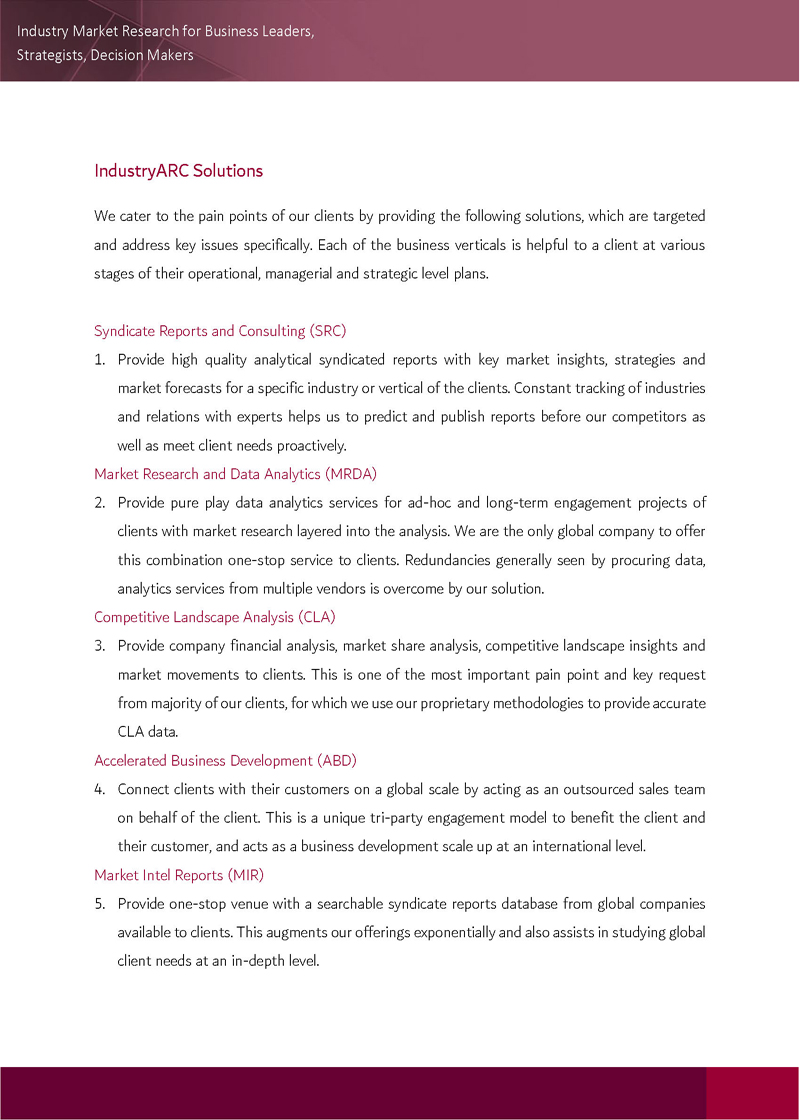 Industry Market Research for Business Leaders,
Strategists, Decision Makers
IndustryARC Solutions
We cater to the pain points of our clients by providing the following solutions, which are targeted
and address key issues specifically. Each of the business verticals is helpful to a client at various
stages of their operational, managerial and strategic level plans.
Syndicate Reports and Consulting (SRC)
1. Provide high quality analytical syndicated reports with key market insights, strategies and
market forecasts for a specific industry or vertical of the clients. Constant tracking of industries
and relations with experts helps us to predict and publish reports before our competitors as
well as meet client needs proactively.
Market Research and Data Analytics (MRDA)
2. Provide pure play data analytics services for ad-hoc and long-term engagement projects of
clients with market research layered into the analysis. We are the only global company to offer
this combination one-stop service to clients. Redundancies generally seen by procuring data,
analytics services from multiple vendors is overcome by our solution.
Competitive Landscape Analysis (CLA)
3. Provide company financial analysis, market share analysis, competitive landscape insights and
market movements to clients. This is one of the most important pain point and key request
from majority of our clients, for which we use our proprietary methodologies to provide accurate
CLA data.
Accelerated Business Development (ABD)
4. Connect clients with their customers on a global scale by acting as an outsourced sales team
on behalf of the client. This is a unique tri-party engagement model to benefit the client and
their customer, and acts as a business development scale up at an international level.
Market Intel Reports (MIR)
5. Provide one-stop venue with a searchable syndicate reports database from global companies
available to clients. This augments our offerings exponentially and also assists in studying global
client needs at an in-depth level.